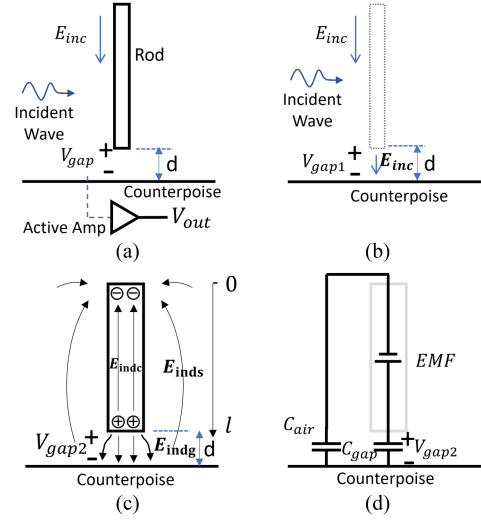 E_inc
Rod
Incident
Wave
V_gap
+
-
d
Counterpoise
Active Amp
V_out
(a)
E_inc
Incident
Wave
V_gap1
+
-
E_inc
d
Counterpoise
(b)
0
E_indc
E_inds
V_gap2
+
-
E_indg
l
d
Counterpoise
(c)
EMF
C_air
C_gap
+
-
V_gap2
Counterpoise
(d)